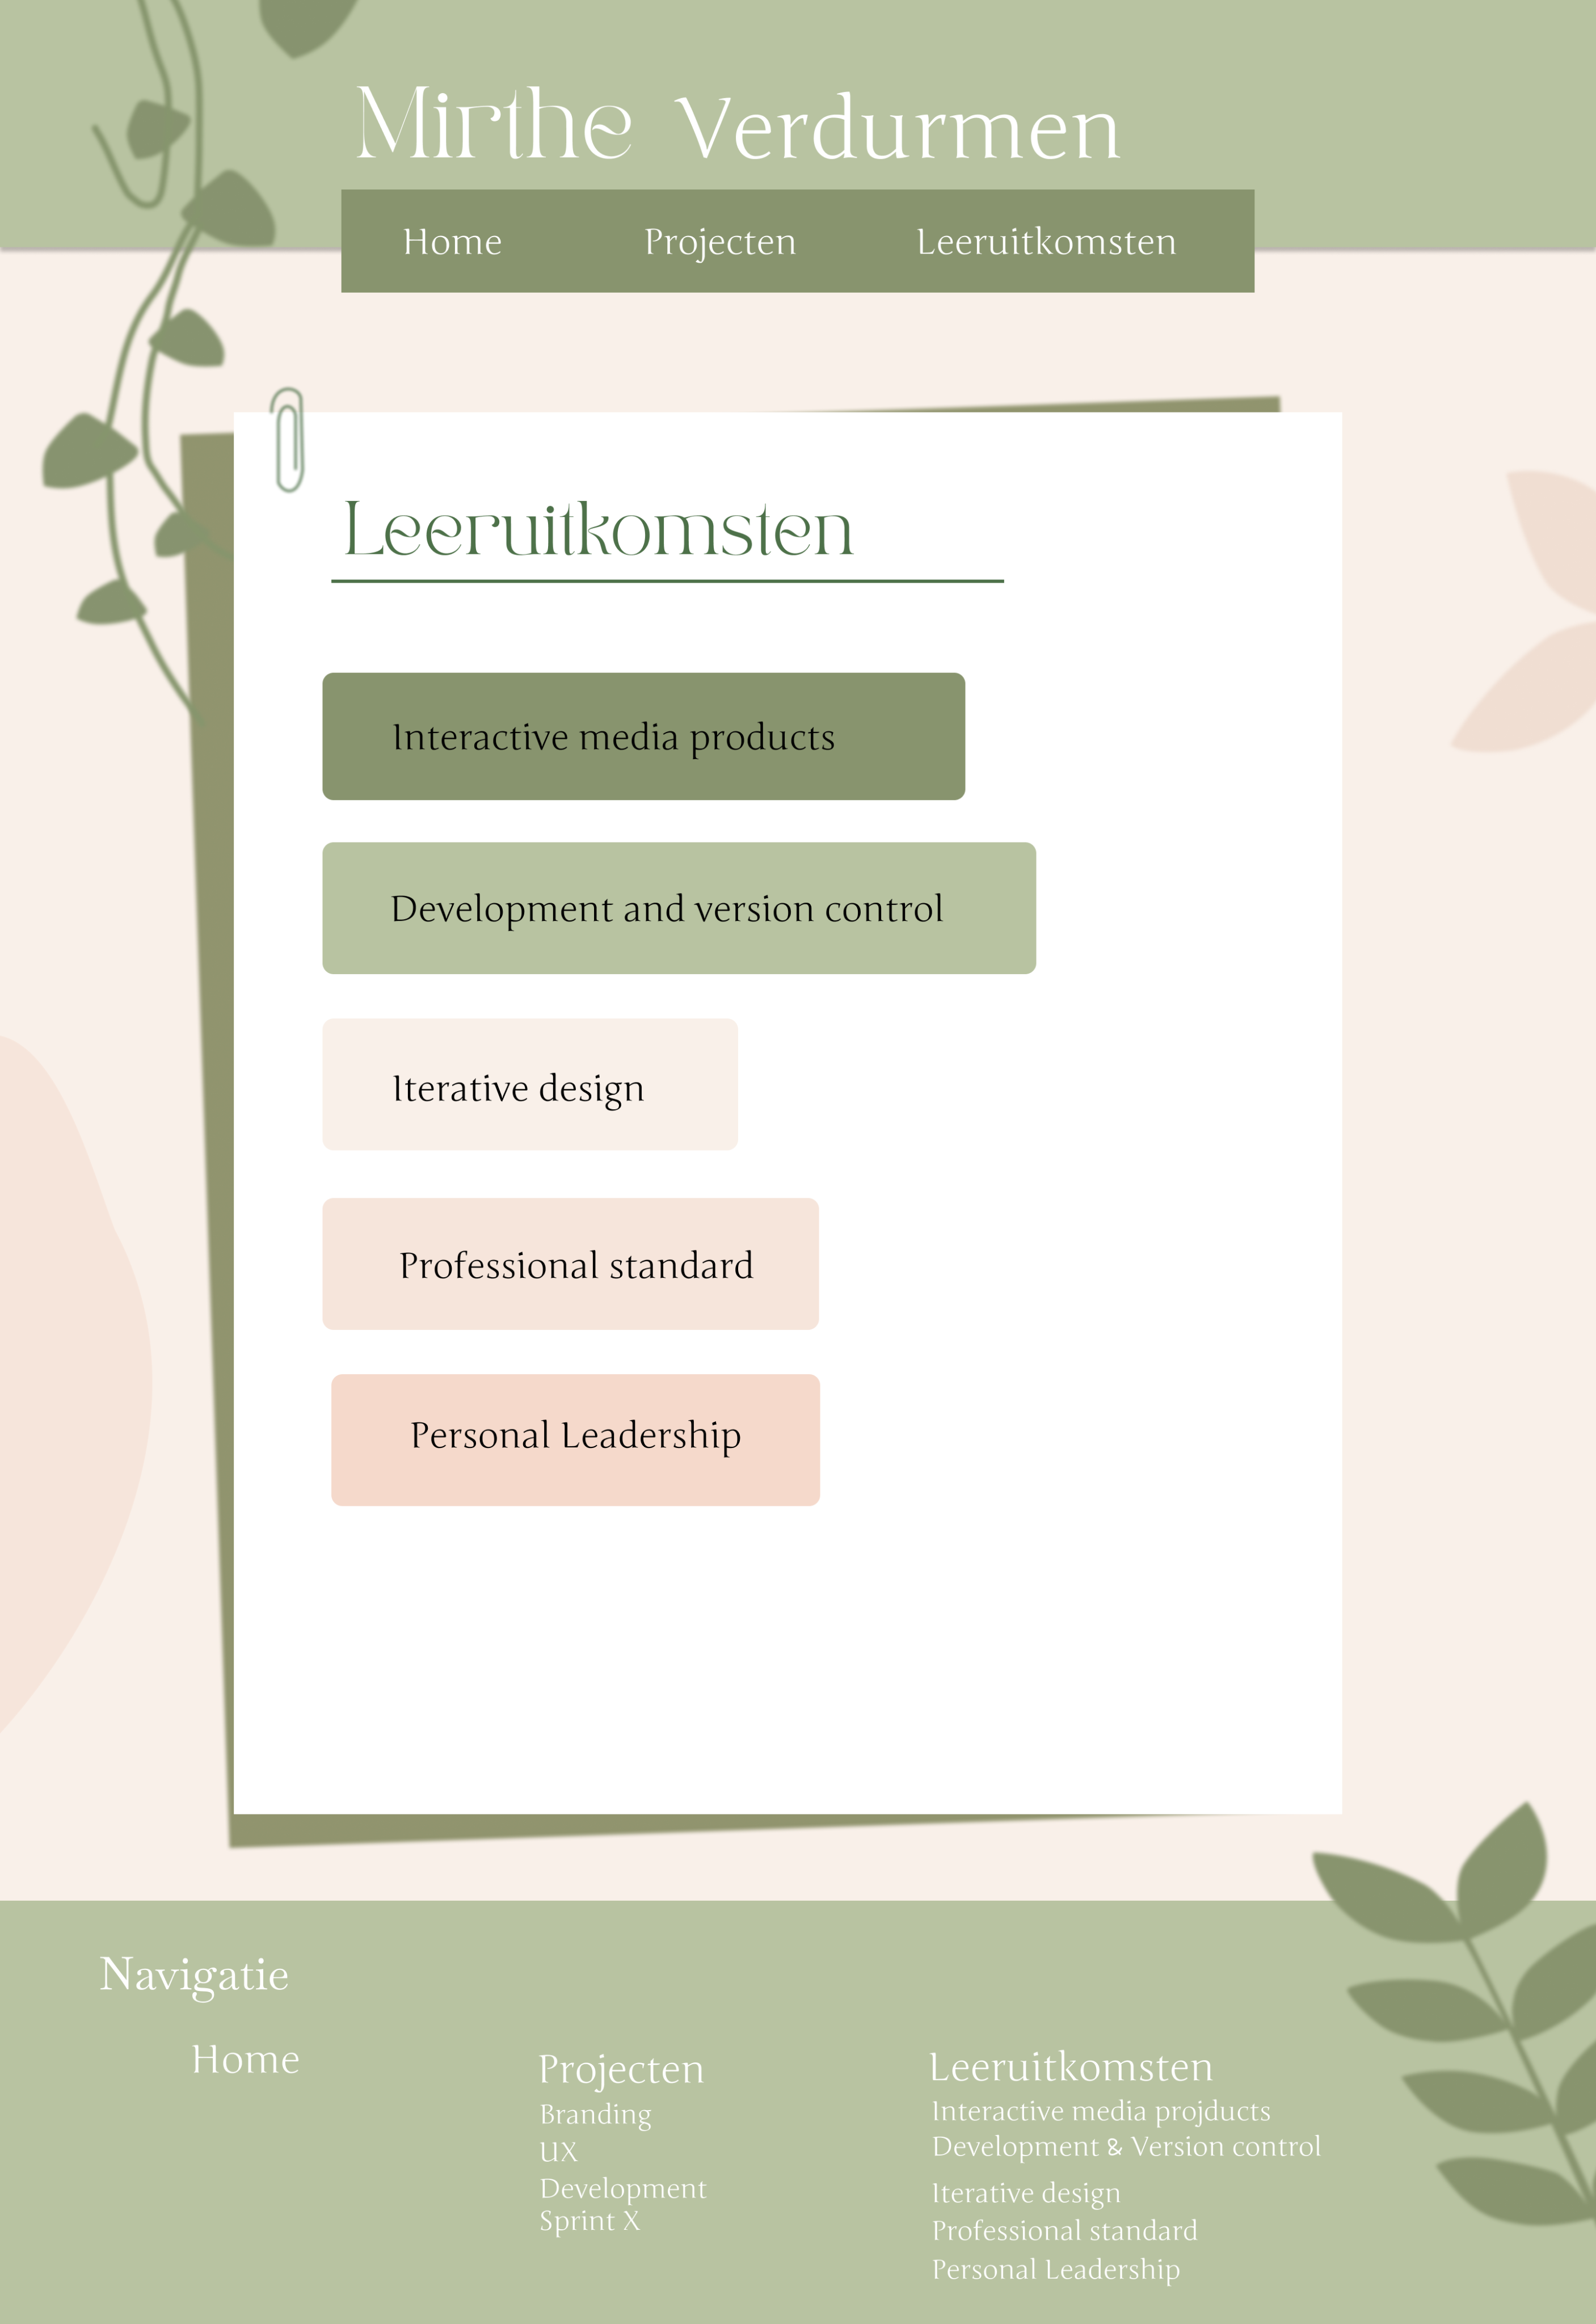 Mirthe Verdurmen
Home Projecten Leeruitkomsten
Leeruitkomsten
Interactive media products
Development and version control
Iterative design
Professional standard
Personal Leadership
Navigatie
Home
Projecten
Branding
UX
Development
Sprint X
Leeruitkomsten
Interactive media projducts
Development & Version control
Iterative design
Professional standard
Personal Leadership